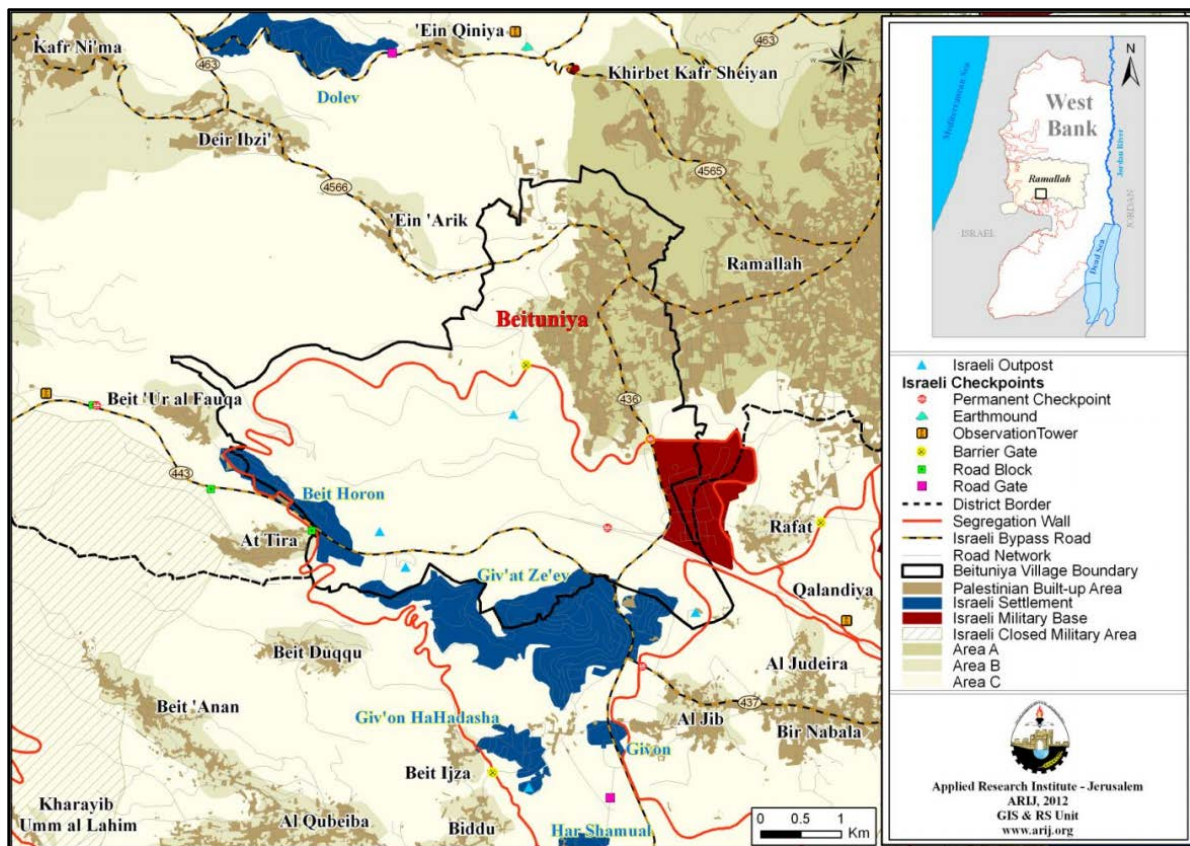 463
'Ein Qiniya
463
Kafr Ni'ma
Khirbet Kafr Sheiyan
Dolev
Deir Ibzi'
4565
4566
'Ein 'Arik
Ramallah
Beituniya
436
Beit 'Ur al Fauqa
443
Beit Horon
Rafat
At Tira
Giv'at Ze'ev
Qalandiya
Beit Duqqu
Al Judeira
Beit 'Anan
437
Giv'on HaHadasha
Al Jib
Bir Nabala
Givon
Beit Ijza
Kharayib
Umm al Lahim
Al Qubeiba
Biddu
Har Shamual
0 0.5 1
Km
N
Mediterranean Sea
West
Bank
Jordan River
Ramallah
ISRAEL
JORDAN
Dead Sea
Israeli Outpost
Israeli Checkpoints
Permanent Checkpoint
Earthmound
ObservationTower
Barrier Gate
Road Block
Road Gate
District Border
Segregation Wall
Israeli Bypass Road
Road Network
Beituniya Village Boundary
Palestinian Built-up Area
Israeli Settlement
Israeli Military Base
Israeli Closed Military Area
Area A
Area B
Area C
Applied Research Institute - Jerusalem
ARIJ, 2012
GIS & RS Unit
www.arij.org